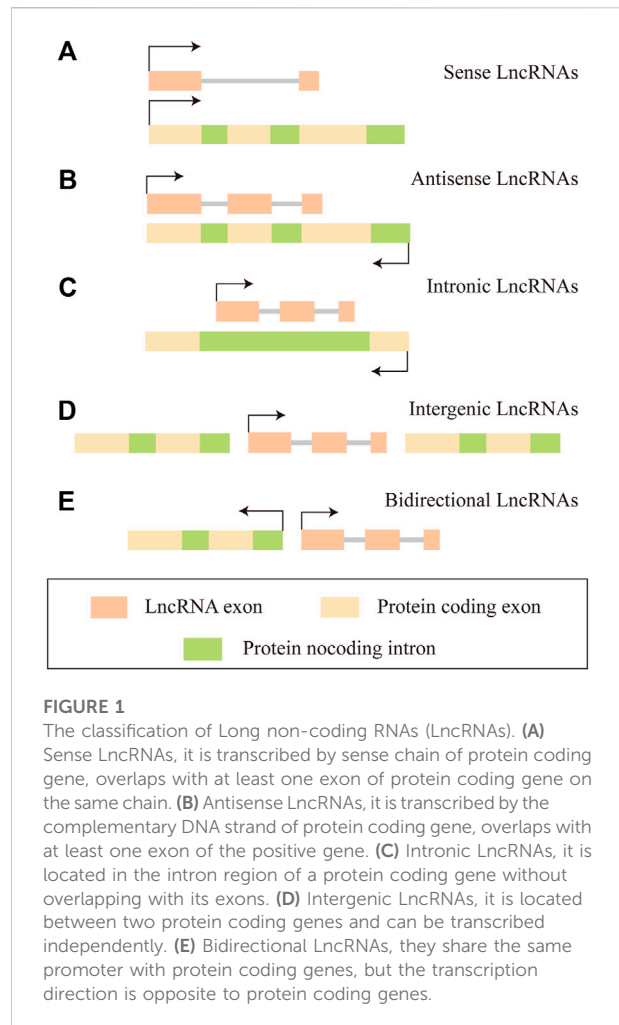 A
Sense LncRNAs
B
Antisense LncRNAs
C
Intronic LncRNAs
D
Intergenic LncRNAs
E
Bidirectional LncRNAs
LncRNA exon
Protein coding exon
Protein nocoding intron
FIGURE 1
The classification of Long non-coding RNAs (LncRNAs). (A)
Sense LncRNAs, it is transcribed by sense chain of protein coding
gene, overlaps with at least one exon of protein coding gene on
the same chain. (B) Antisense LncRNAs, it is transcribed by the
complementary DNA strand of protein coding gene, overlaps with
at least one exon of the positive gene. (C) Intronic LncRNAs, it is
located in the intron region of a protein coding gene without
overlapping with its exons. (D) Intergenic LncRNAs, it is located
between two protein coding genes and can be transcribed
independently. (E) Bidirectional LncRNAs, they share the same
promoter with protein coding genes, but the transcription
direction is opposite to protein coding genes.